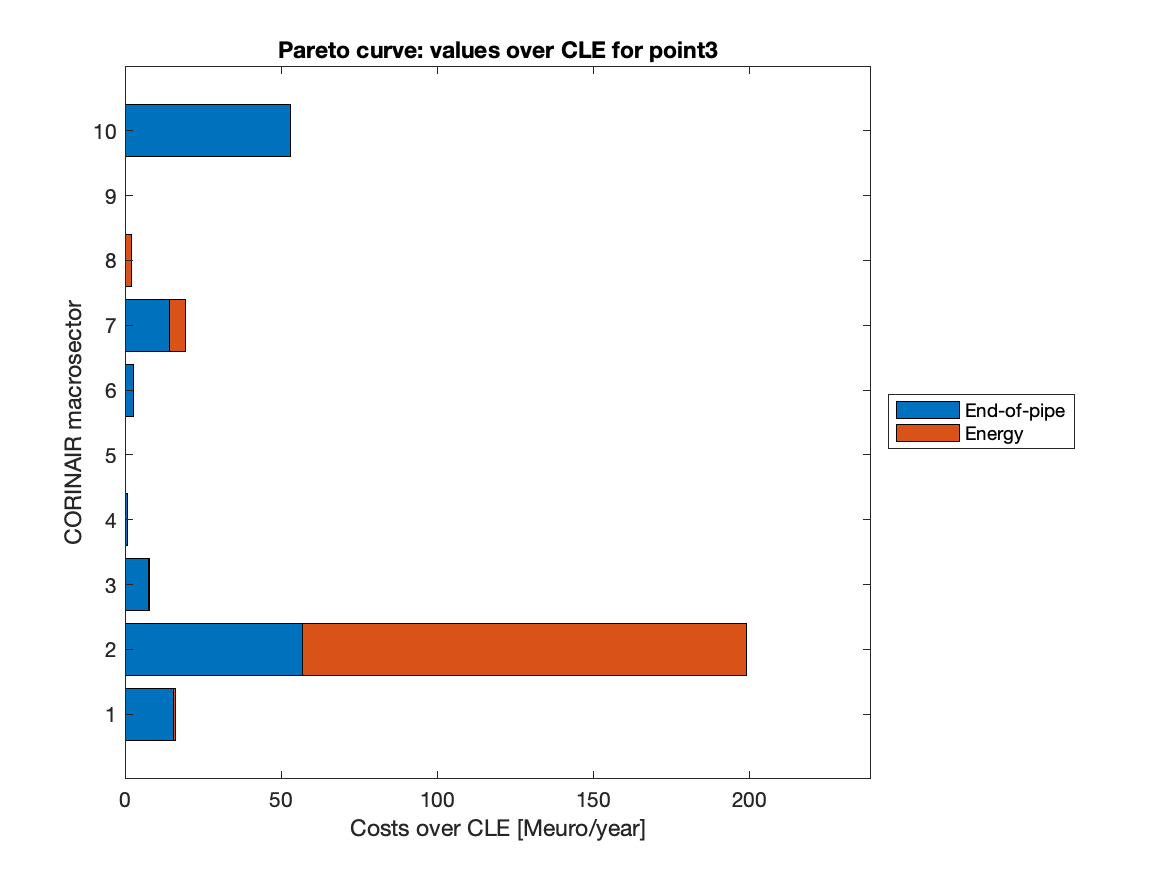 Pareto curve: values over CLE for point3
CORINAIR macrosector
10
9
8
7
6
5
4
3
2
1
0 50 100 150 200
Costs over CLE [Meuro/year]
End-of-pipe
Energy